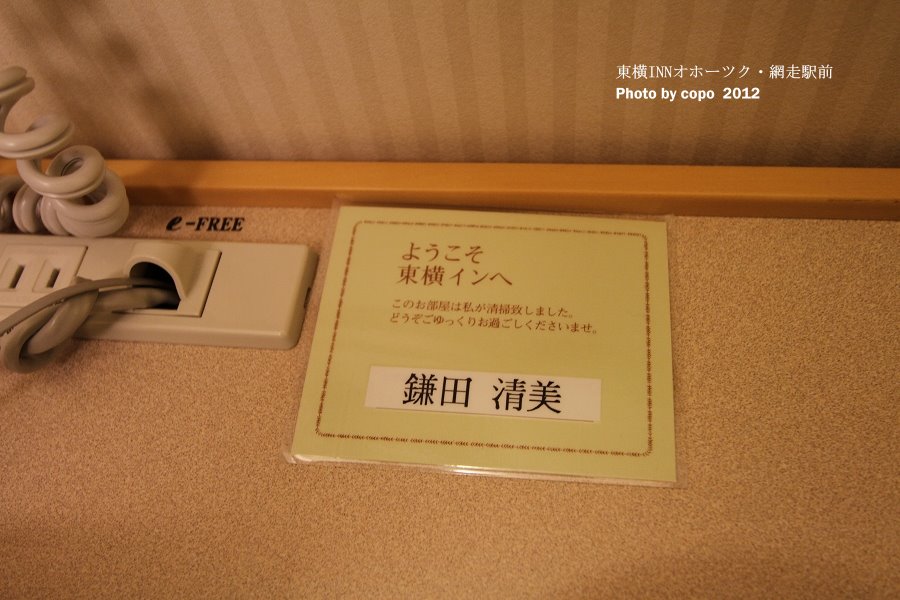 東横INNオホーツク・網走駅前
Photo by copo 2012
e-FREE
ようこそ
東横インへ
このお部屋は私が清掃致しました。
どうぞごゆっくりお過ごしくださいませ。
鎌田 清美